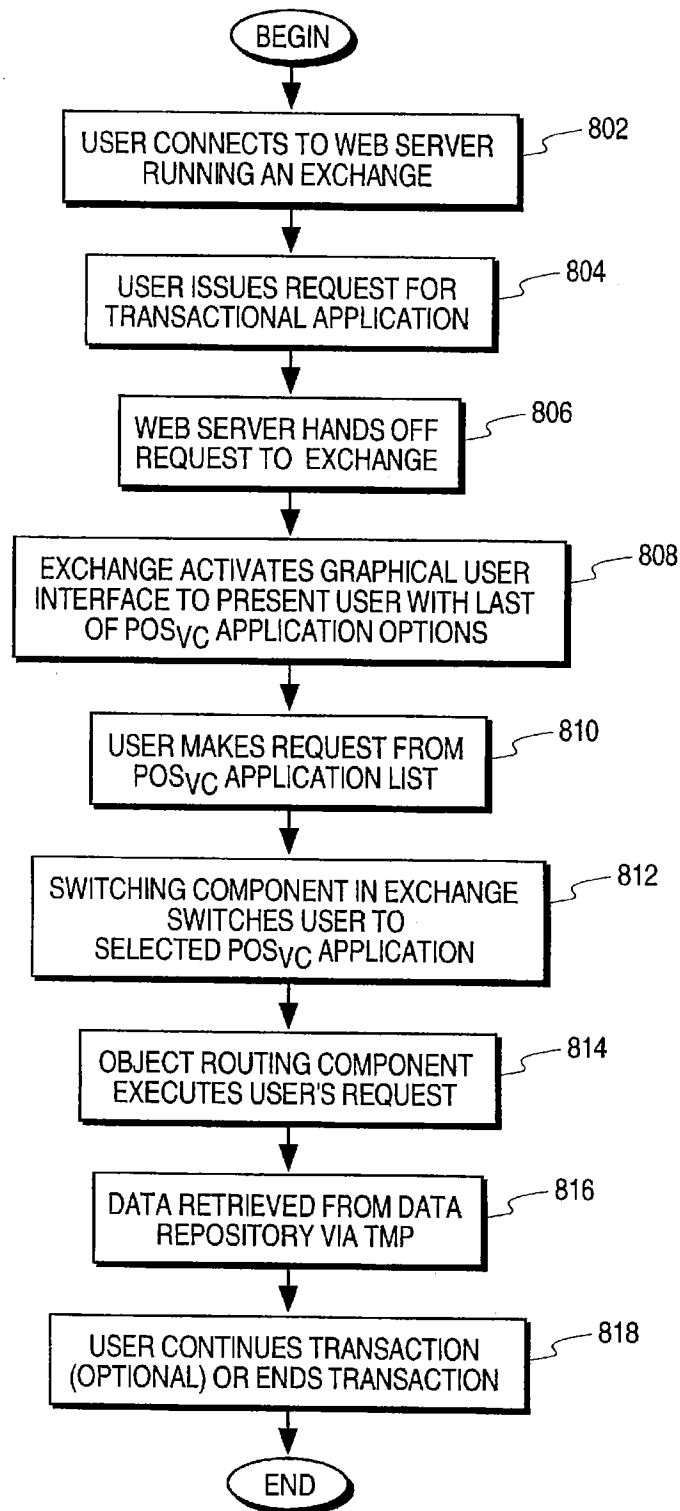 BEGIN
USER CONNECTS TO WEB SERVER
RUNNING AN EXCHANGE
802
USER ISSUES REQUEST FOR
TRANSACTIONAL APPLICATION
804
WEB SERVER HANDS OFF
REQUEST TO EXCHANGE
806
EXCHANGE ACTIVATES GRAPHICAL USER
INTERFACE TO PRESENT USER WITH LAST
OF POSVC APPLICATION OPTIONS
808
USER MAKES REQUEST FROM
POSVC APPLICATION LIST
810
SWITCHING COMPONENT IN EXCHANGE
SWITCHES USER TO
SELECTED POSVC APPLICATION
812
OBJECT ROUTING COMPONENT
EXECUTES USER'S REQUEST
814
DATA RETRIEVED FROM DATA
REPOSITORY VIA TMP
816
USER CONTINUES TRANSACTION
(OPTIONAL) OR ENDS TRANSACTION
818
END